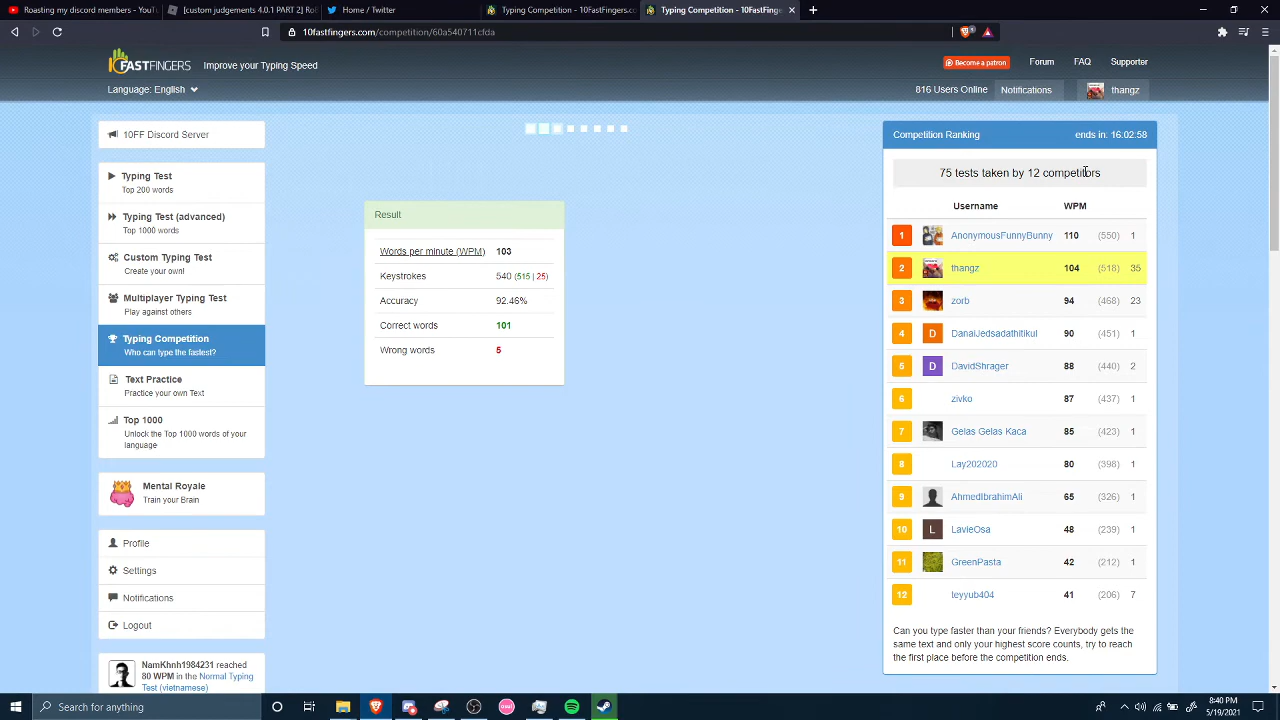 Roasting my discord members - YouT
[custom judgements 4.0.1 PART 2] Rob
Home / Twitter
Typing Competition - 10FastFingers.co
Typing Competition - 10FastFinge
10fastfingers.com/competition/60a540711cfda
10FASTFINGERS Improve your Typing Speed
Become a patron
Forum
FAQ
Supporter
Language: English
816 Users Online
Notifications
thangz
10FF Discord Server
Typing Test
Top 200 words
Typing Test (advanced)
Top 1000 words
Custom Typing Test
Create your own!
Multiplayer Typing Test
Play against others
Typing Competition
Who can type the fastest?
Text Practice
Practice your own Text
Top 1000
Unlock the Top 1000 words of your
language
Mental Royale
Train your Brain
Profile
Settings
Notifications
Logout
NamKhnh1984231 reached
80 WPM in the Normal Typing
Test (vietnamese)
Result
Words per minute (WPM) 103
Keystrokes 540 (515 | 25)
Accuracy 92.46%
Correct words 101
Wrong words 5
Competition Ranking ends in: 16:02:58
75 tests taken by 12 competitors
Username WPM
1 AnonymousFunnyBunny 110 (550) 1
2 thangz 104 (518) 35
3 zorb 94 (468) 23
4 D DanaiJedsadathitikul 90 (451) 1
5 D DavidShrager 88 (440) 2
6 zivko 87 (437) 1
7 Gelas Gelas Kaca 85 (423) 1
8 Lay202020 80 (398) 1
9 AhmedIbrahimAli 65 (326) 1
10 L LavieOsa 48 (239) 1
11 GreenPasta 42 (212) 1
12 teyyub404 41 (206) 7
Can you type faster than your friends? Everybody gets the
same text and only your highest score counts, try to reach
the first place before the competition ends.
Search for anything
osu!
8:40 PM
5/19/2021